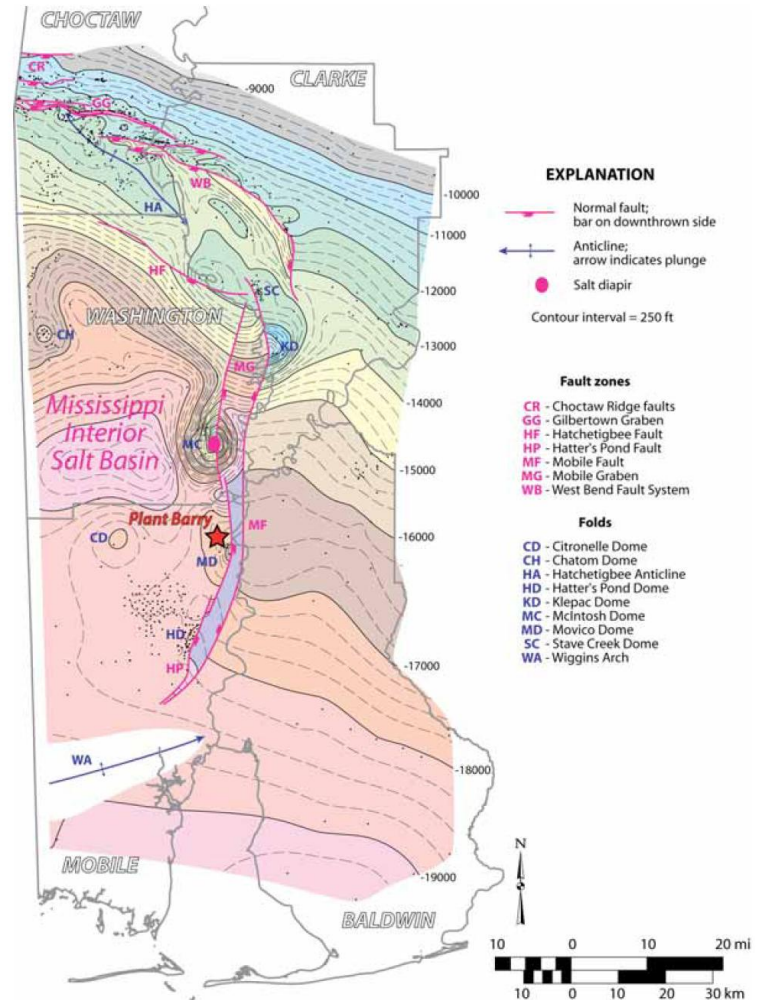 CHOCTAW
CLARKE
CR
-9000
GG
WB
HA
-10000
-11000
HF
SC
-12000
WASHINGTON
CH
KD
-13000
MG
-14000
Mississippi
Interior
Salt Basin
MC
-15000
Plant Barry
MF
CD
-16000
MD
HD
HP
-17000
WA
-18000
MOBILE
-19000
BALDWIN
EXPLANATION
Normal fault;
bar on downthrown side
Anticline;
arrow indicates plunge
Salt diapir
Contour interval = 250 ft
Fault zones
CR - Choctaw Ridge faults
GG - Gilbertown Graben
HF - Hatchetigbee Fault
HP - Hatter's Pond Fault
MF - Mobile Fault
MG - Mobile Graben
WB - West Bend Fault System
Folds
CD - Citronelle Dome
CH - Chatom Dome
HA - Hatchetigbee Anticline
HD - Hatter's Pond Dome
KD - Klepac Dome
MC - McIntosh Dome
MD - Movico Dome
SC - Stave Creek Dome
WA - Wiggins Arch
N
10 0 10 20 mi
10 0 10 20 30 km